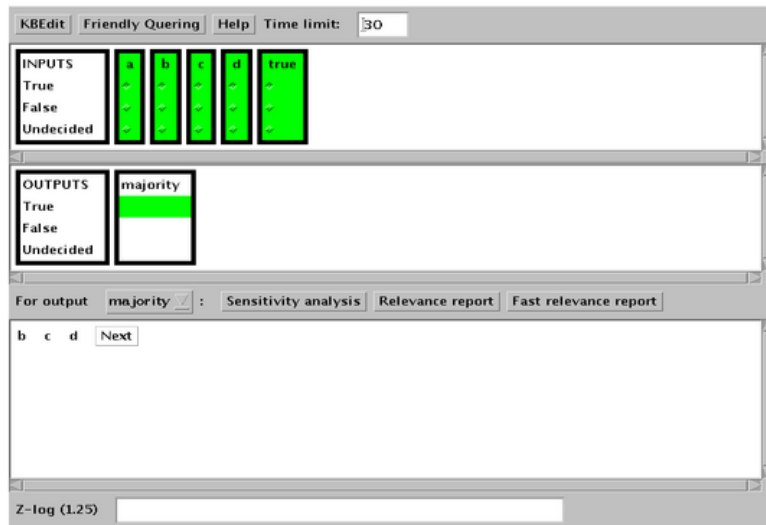 KBEdit Friendly Quering Help Time limit: 30
INPUTS a b c d true
True
False
Undecided
OUTPUTS majority
True
False
Undecided
For output majority : Sensitivity analysis Relevance report Fast relevance report
b c d Next
Z-log (1.25)